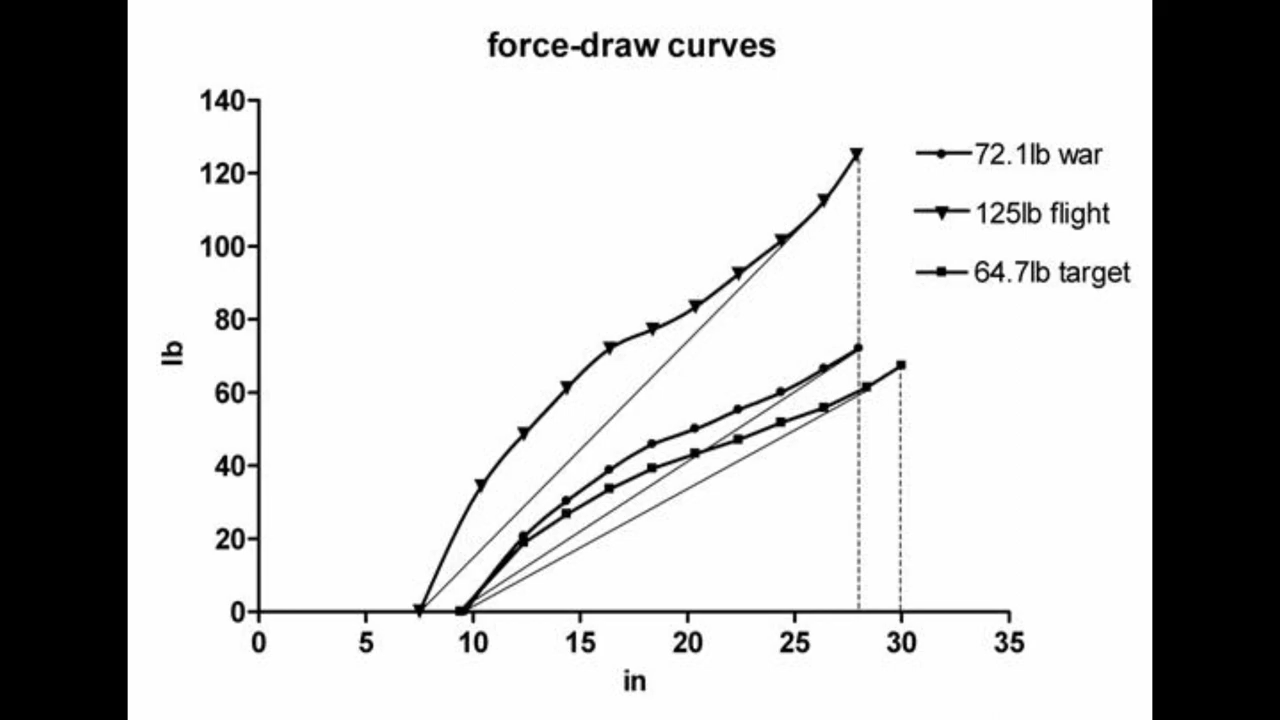 force-draw curves
140
120
100
80
60
40
20
0
lb
0 5 10 15 20 25 30 35
in
72.1lb war
125lb flight
64.7lb target